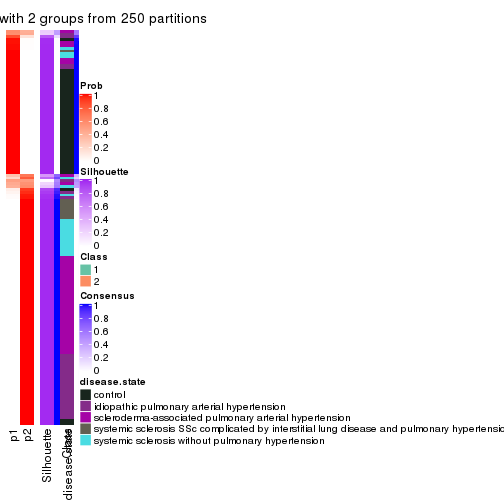 with 2 groups from 250 partitions
Prob
1
0.8
0.6
0.4
0.2
0
Silhouette
1
0.8
0.6
0.4
0.2
0
Class
1
2
Consensus
1
0.8
0.6
0.4
0.2
0
disease.state
control
idiopathic pulmonary arterial hypertension
scleroderma-associated pulmonary arterial hypertension
systemic sclerosis SSc complicated by interstitial lung disease and pulmonary hypertensio
systemic sclerosis without pulmonary hypertension
p1
p2
Silhouette
Class
disease.state